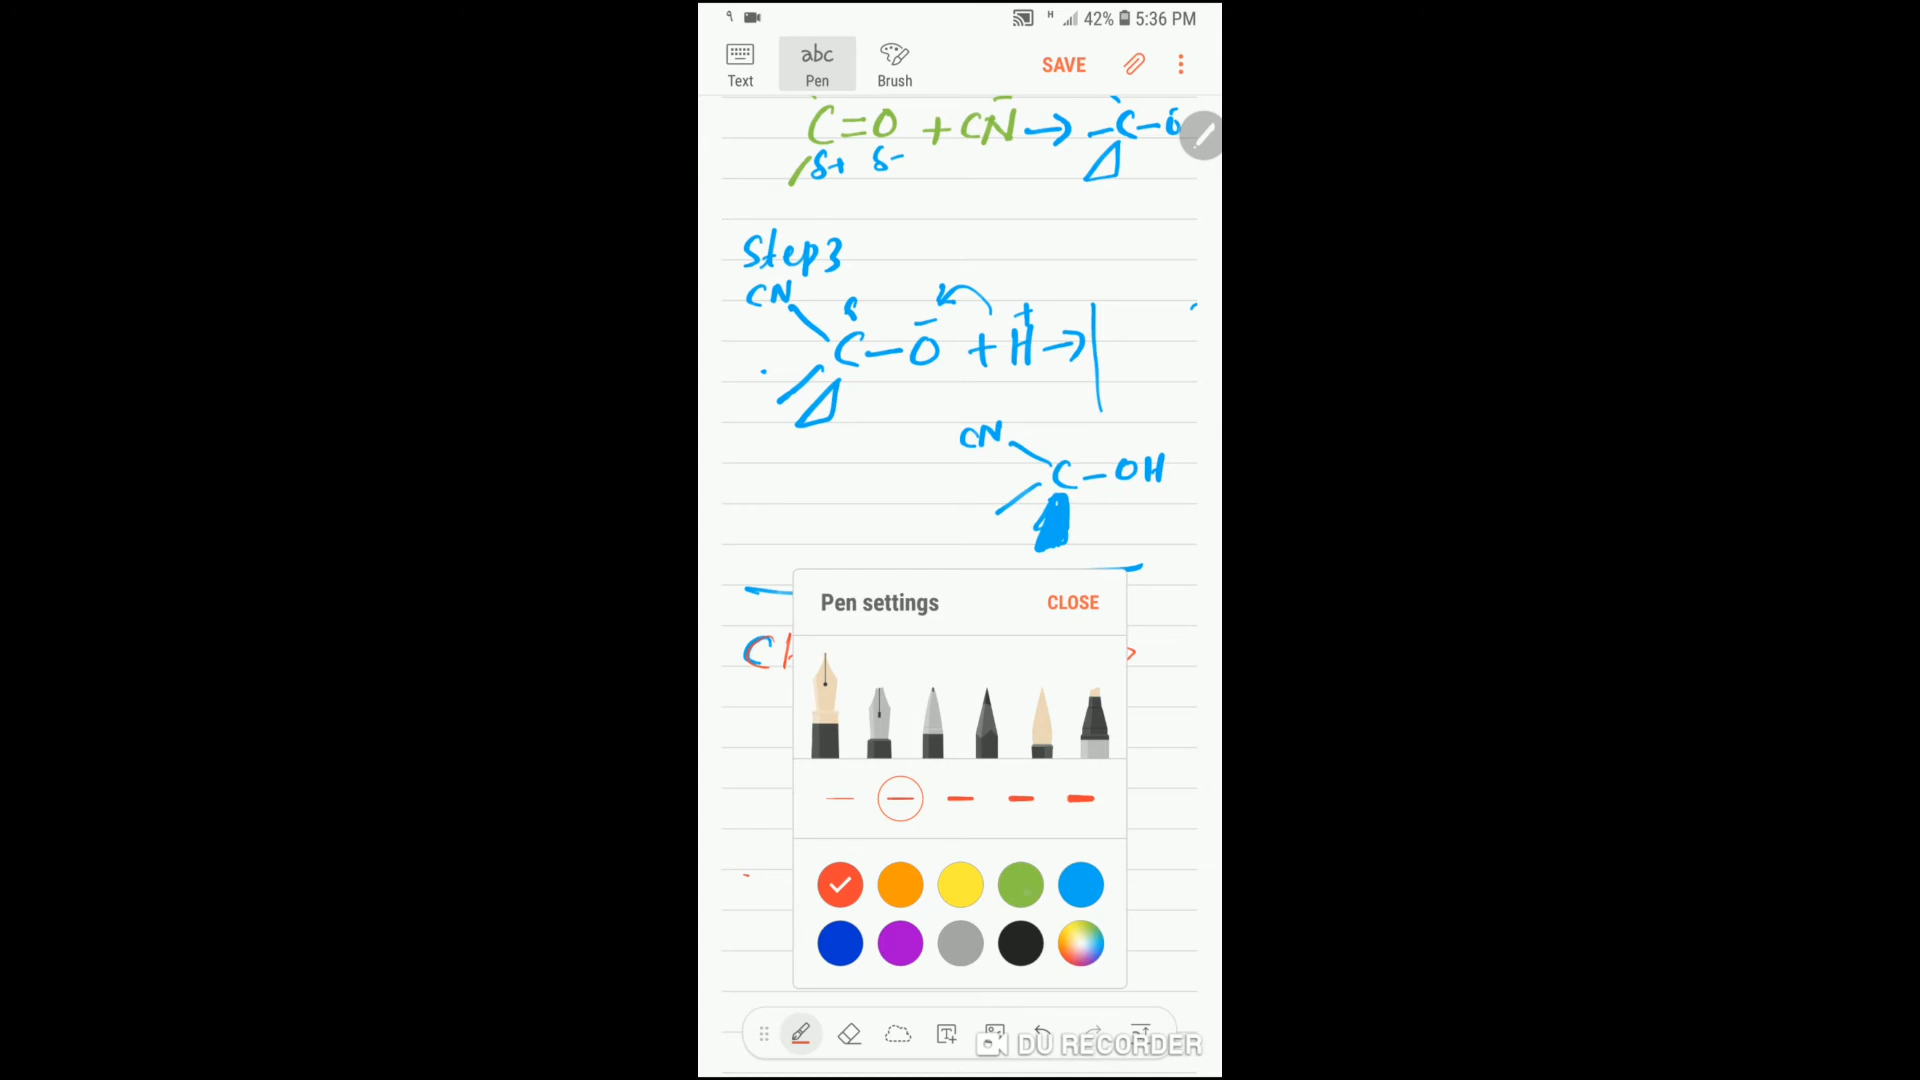 42% 5:36 PM
Text
abc
Pen
Brush
SAVE
C=O + CN⁻ → -C-O
δ+ δ-
Step 3
CN
C-O⁻ + H⁺ →
CN
C-OH
Pen settings
CLOSE
DU RECORDER